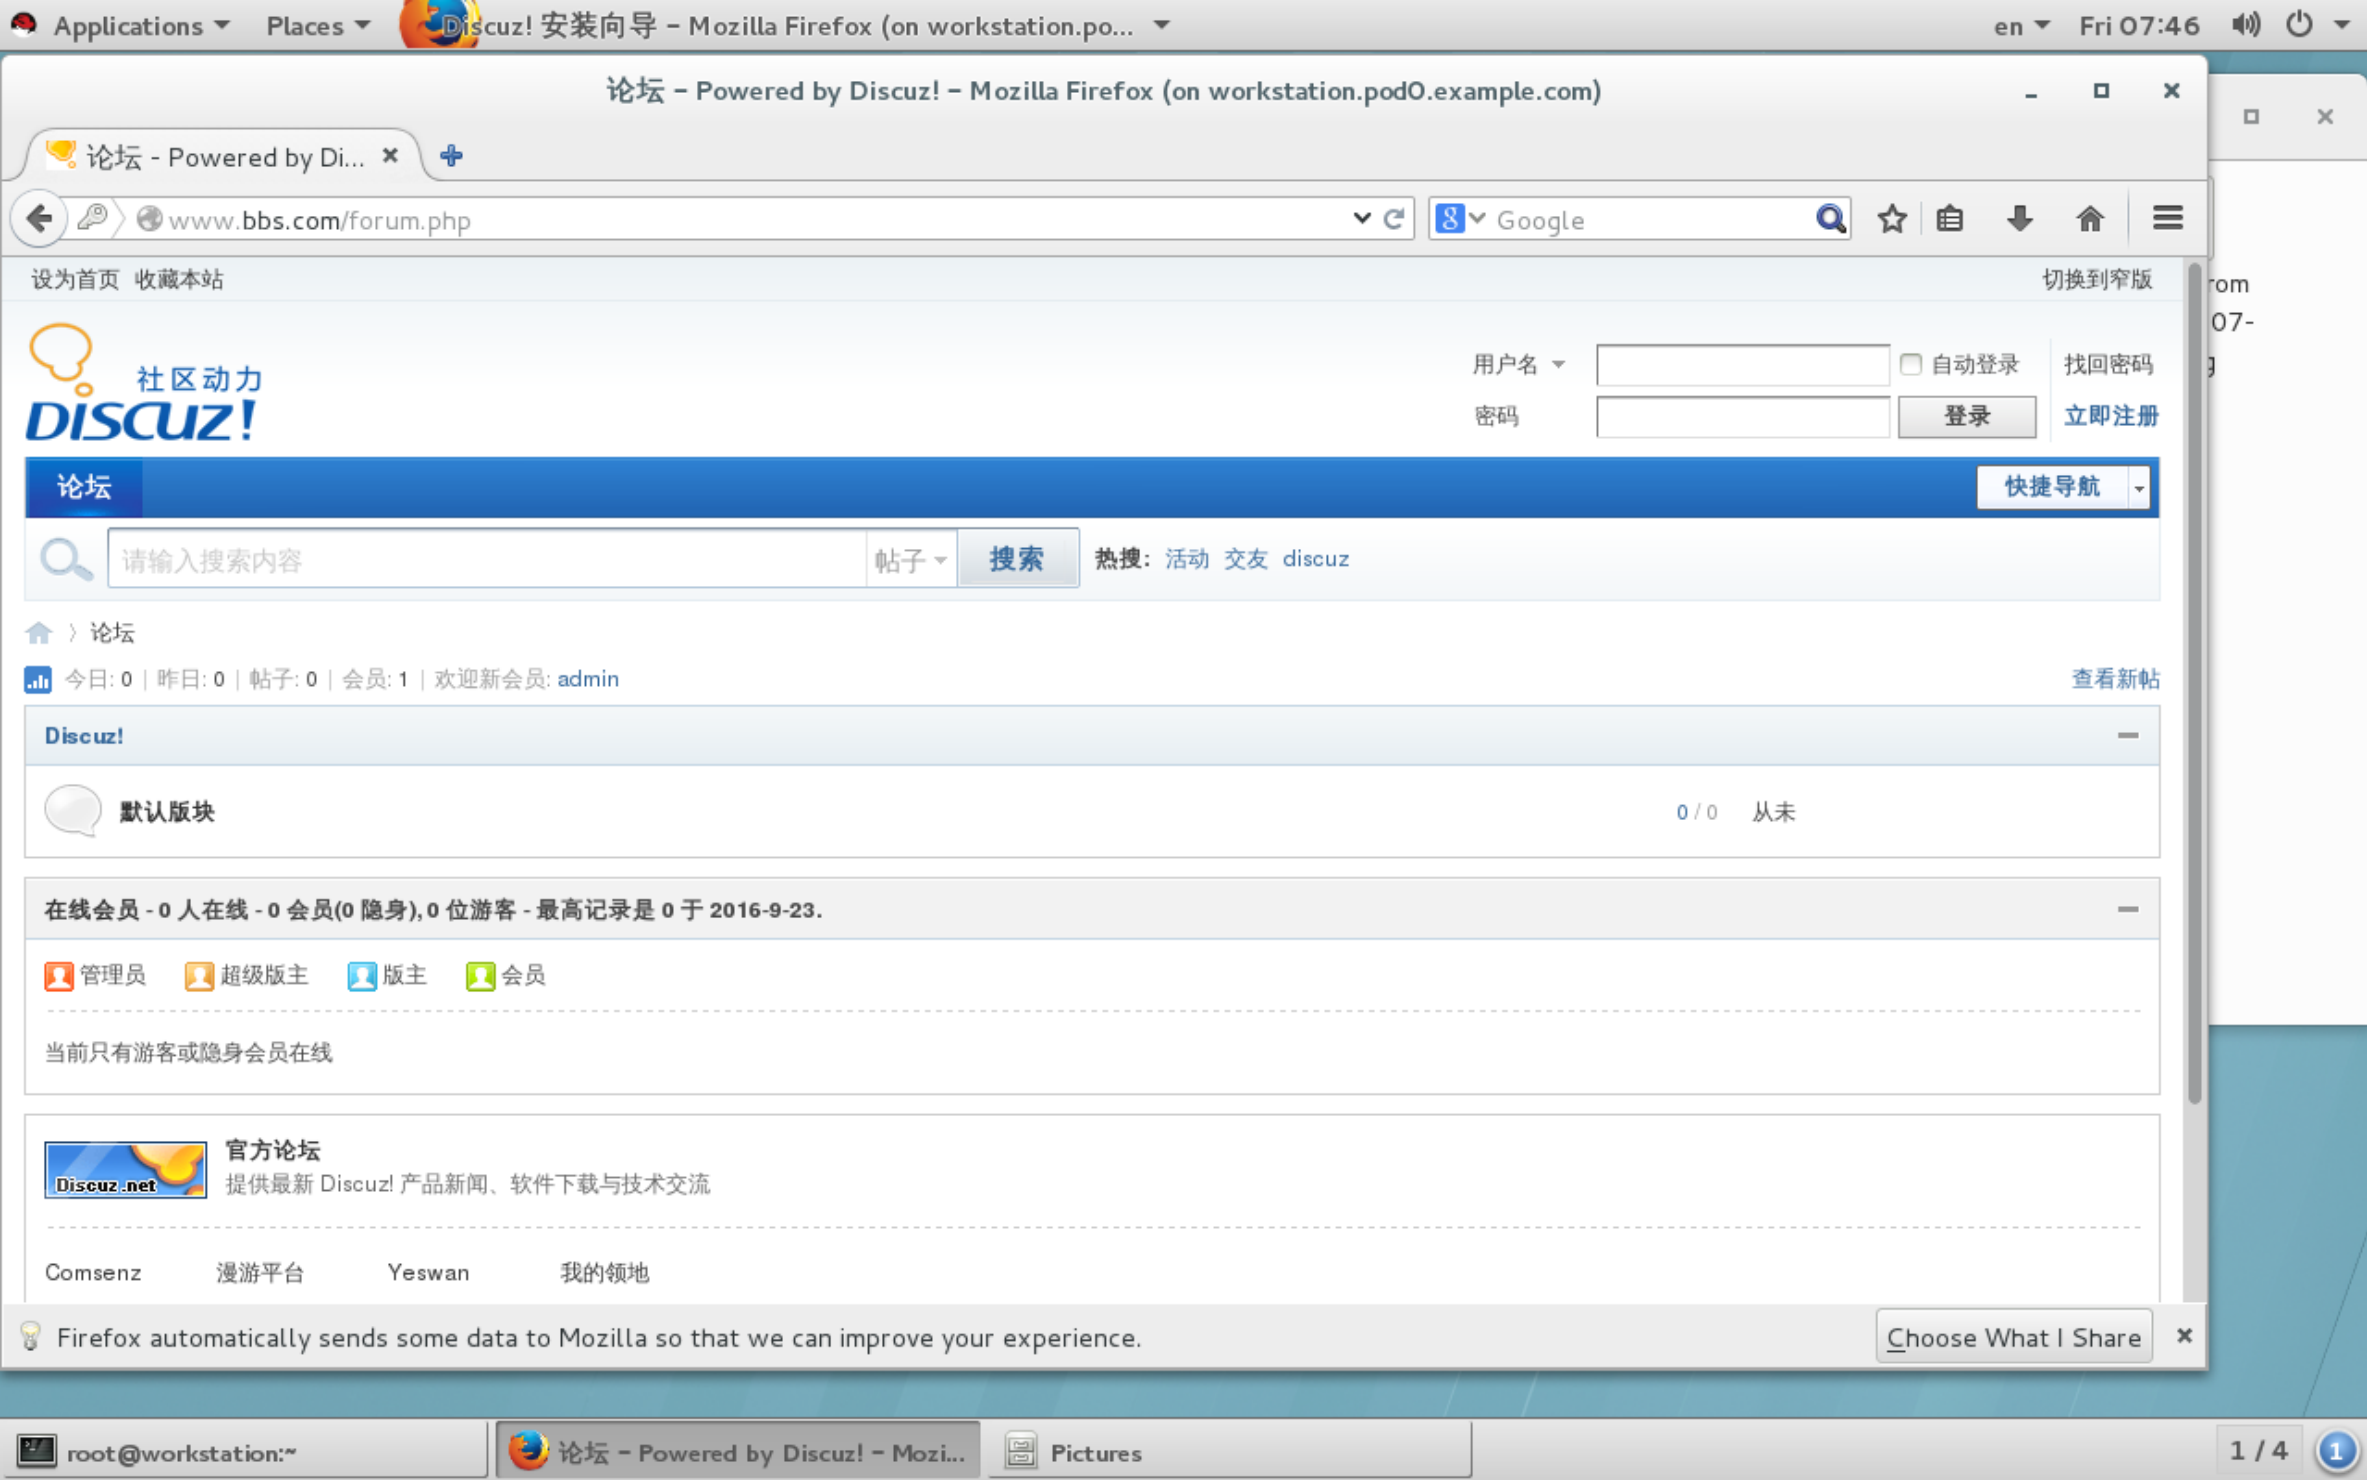 Applications Places Discuz! 安装向导 – Mozilla Firefox (on workstation.po... en Fri 07:46
论坛 – Powered by Discuz! – Mozilla Firefox (on workstation.pod0.example.com)
论坛 - Powered by Di...
www.bbs.com/forum.php Google
设为首页 收藏本站 切换到窄版
rom
07-
社区动力
DISCUZ!
用户名 自动登录 找回密码
密码 登录 立即注册
论坛 快捷导航
请输入搜索内容 帖子 搜索 热搜: 活动 交友 discuz
论坛
今日: 0 | 昨日: 0 | 帖子: 0 | 会员: 1 | 欢迎新会员: admin 查看新帖
Discuz!
默认版块 0 / 0 从未
在线会员 - 0 人在线 - 0 会员(0 隐身), 0 位游客 - 最高记录是 0 于 2016-9-23.
管理员 超级版主 版主 会员
当前只有游客或隐身会员在线
Discuz.net 官方论坛
提供最新 Discuz! 产品新闻、软件下载与技术交流
Comsenz 漫游平台 Yeswan 我的领地
Firefox automatically sends some data to Mozilla so that we can improve your experience. Choose What I Share
root@workstation:~ 论坛 – Powered by Discuz! – Mozi... Pictures 1 / 4 1